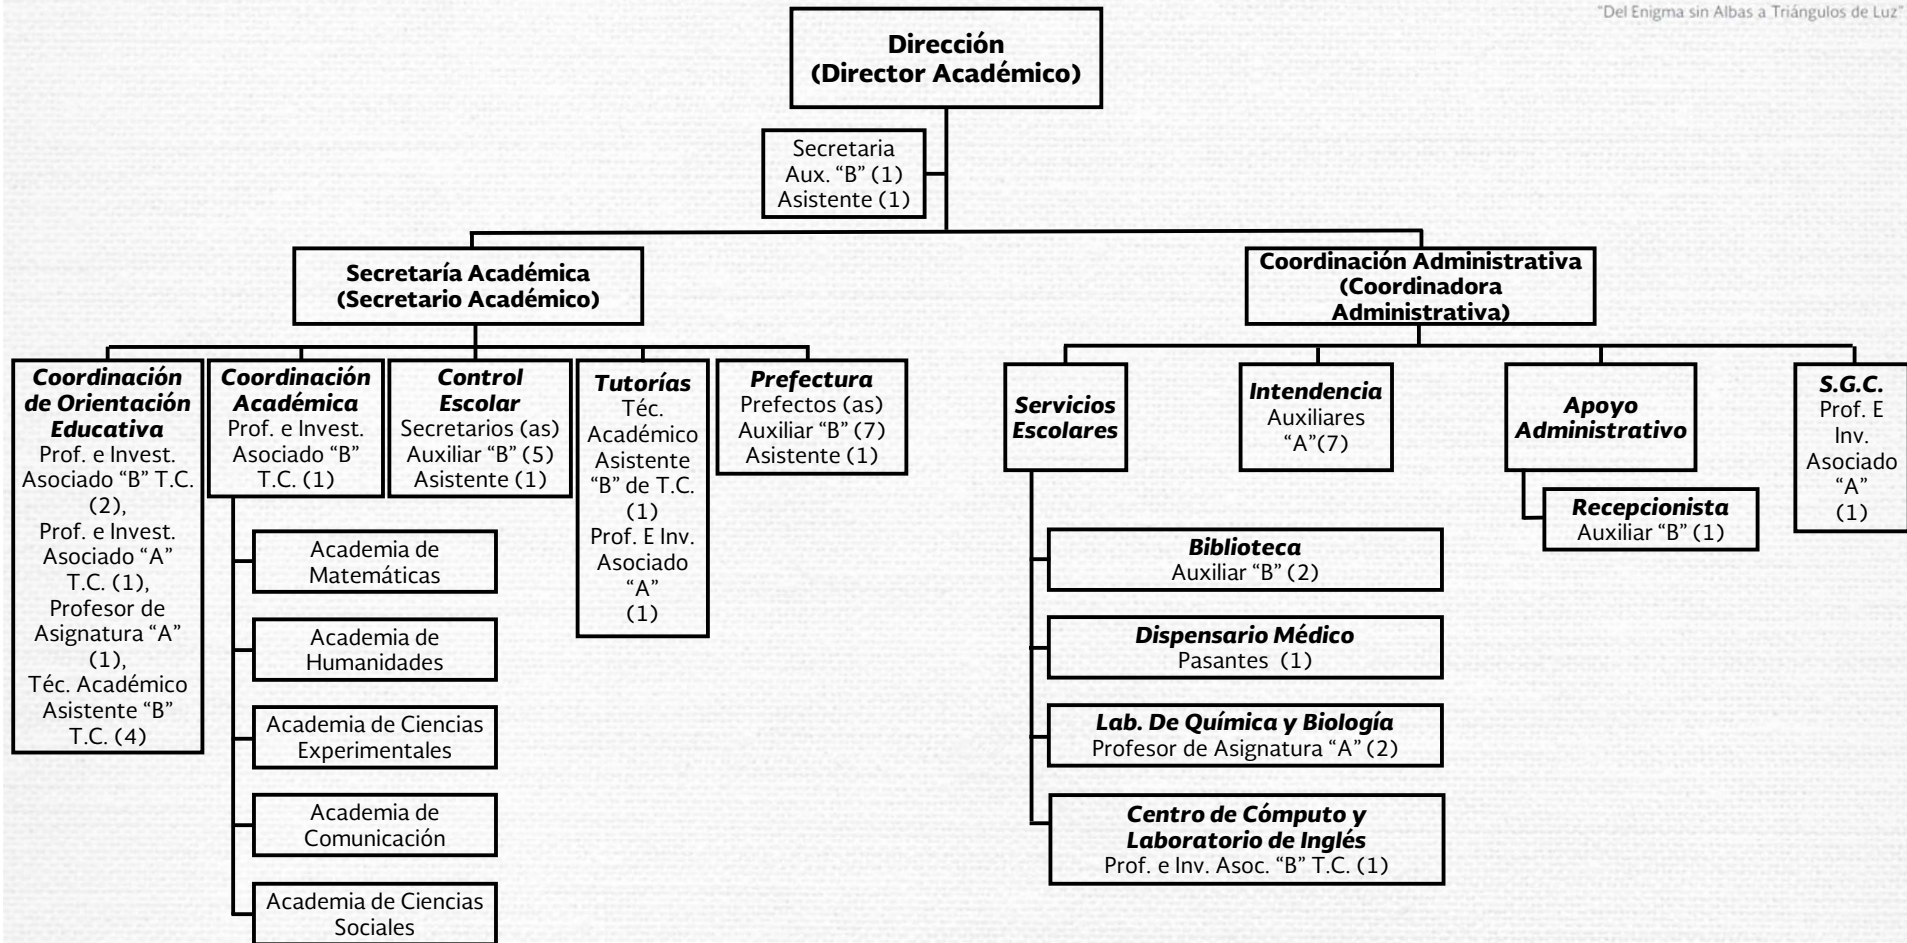 "Del Enigma sin Albas a Triángulos de Luz"
Dirección
(Director Académico)
Secretaria
Aux. “B” (1)
Asistente (1)
Secretaría Académica
(Secretario Académico)
Coordinación Administrativa
(Coordinadora
Administrativa)
Coordinación
de Orientación
Educativa
Prof. e Invest.
Asociado “B” T.C.
(2),
Prof. e Invest.
Asociado “A”
T.C. (1),
Profesor de
Asignatura “A”
(1),
Téc. Académico
Asistente “B”
T.C. (4)
Coordinación
Académica
Prof. e Invest.
Asociado “B”
T.C. (1)
Academia de
Matemáticas
Academia de
Humanidades
Academia de Ciencias
Experimentales
Academia de
Comunicación
Academia de Ciencias
Sociales
Control
Escolar
Secretarios (as)
Auxiliar “B” (5)
Asistente (1)
Tutorías
Téc.
Académico
Asistente
“B” de T.C.
(1)
Prof. E Inv.
Asociado
“A”
(1)
Prefectura
Prefectos (as)
Auxiliar “B” (7)
Asistente (1)
Servicios
Escolares
Biblioteca
Auxiliar “B” (2)
Dispensario Médico
Pasantes (1)
Lab. De Química y Biología
Profesor de Asignatura “A” (2)
Centro de Cómputo y
Laboratorio de Inglés
Prof. e Inv. Asoc. “B” T.C. (1)
Intendencia
Auxiliares
“A”(7)
Apoyo
Administrativo
Recepcionista
Auxiliar “B” (1)
S.G.C.
Prof. E
Inv.
Asociado
“A”
(1)